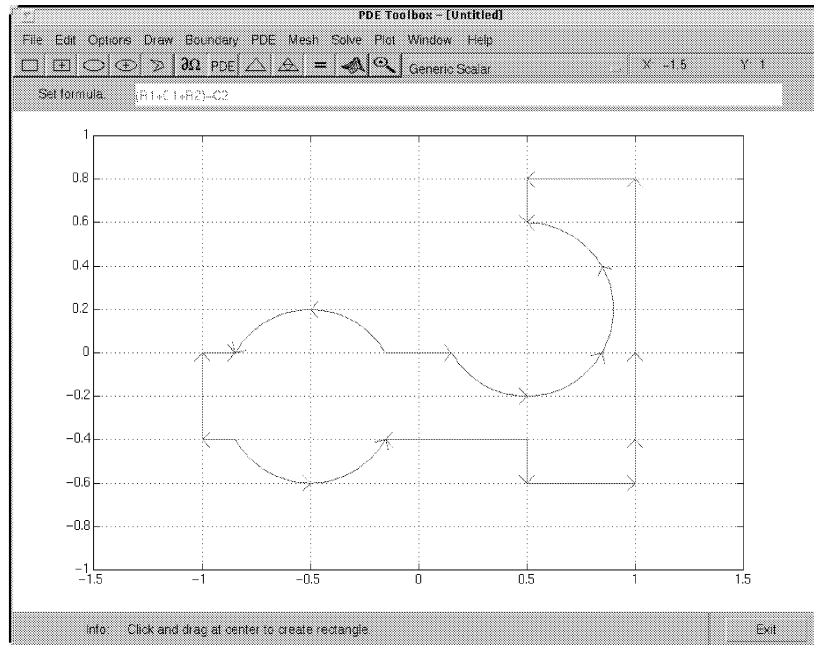 PDE Toolbox – [Untitled]
File Edit Options Draw Boundary PDE Mesh Solve Plot Window Help
∂Ω PDE = Generic Scalar X: -1.5 Y: 1
Set formula: (R1+C1+R2)-C2
1
0.8
0.6
0.4
0.2
0
-0.2
-0.4
-0.6
-0.8
-1
-1.5 -1 -0.5 0 0.5 1 1.5
Info: Click and drag at center to create rectangle. Exit